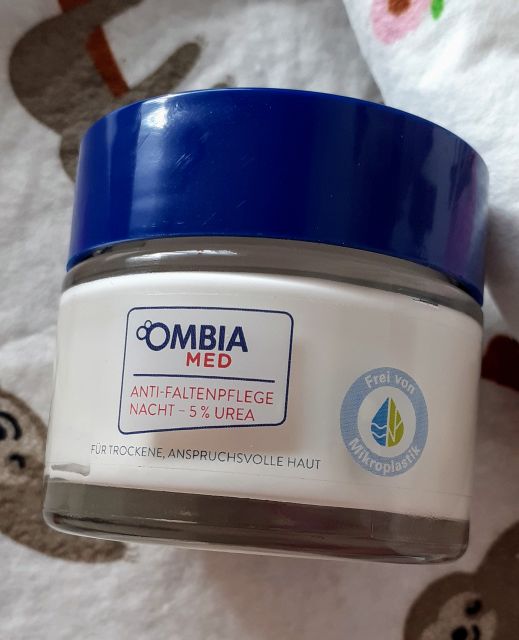 OMBIA
MED
ANTI-FALTENPFLEGE
NACHT – 5 % UREA
FÜR TROCKENE, ANSPRUCHSVOLLE HAUT
Frei von
Mikroplastik